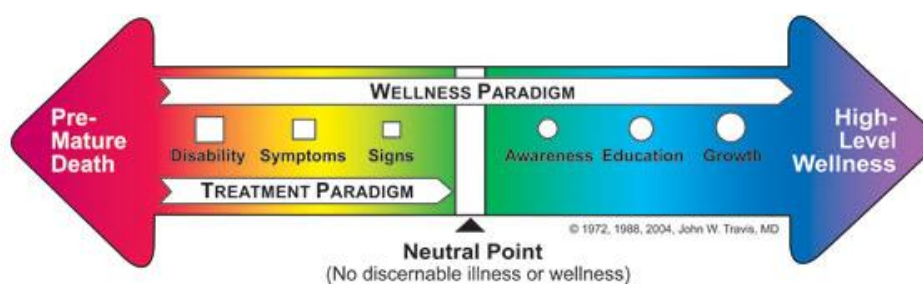 WELLNESS PARADIGM
Pre-
Mature
Death
High-
Level
Wellness
Disability Symptoms Signs Awareness Education Growth
TREATMENT PARADIGM
© 1972, 1988, 2004, John W. Travis, MD
Neutral Point
(No discernable illness or wellness)